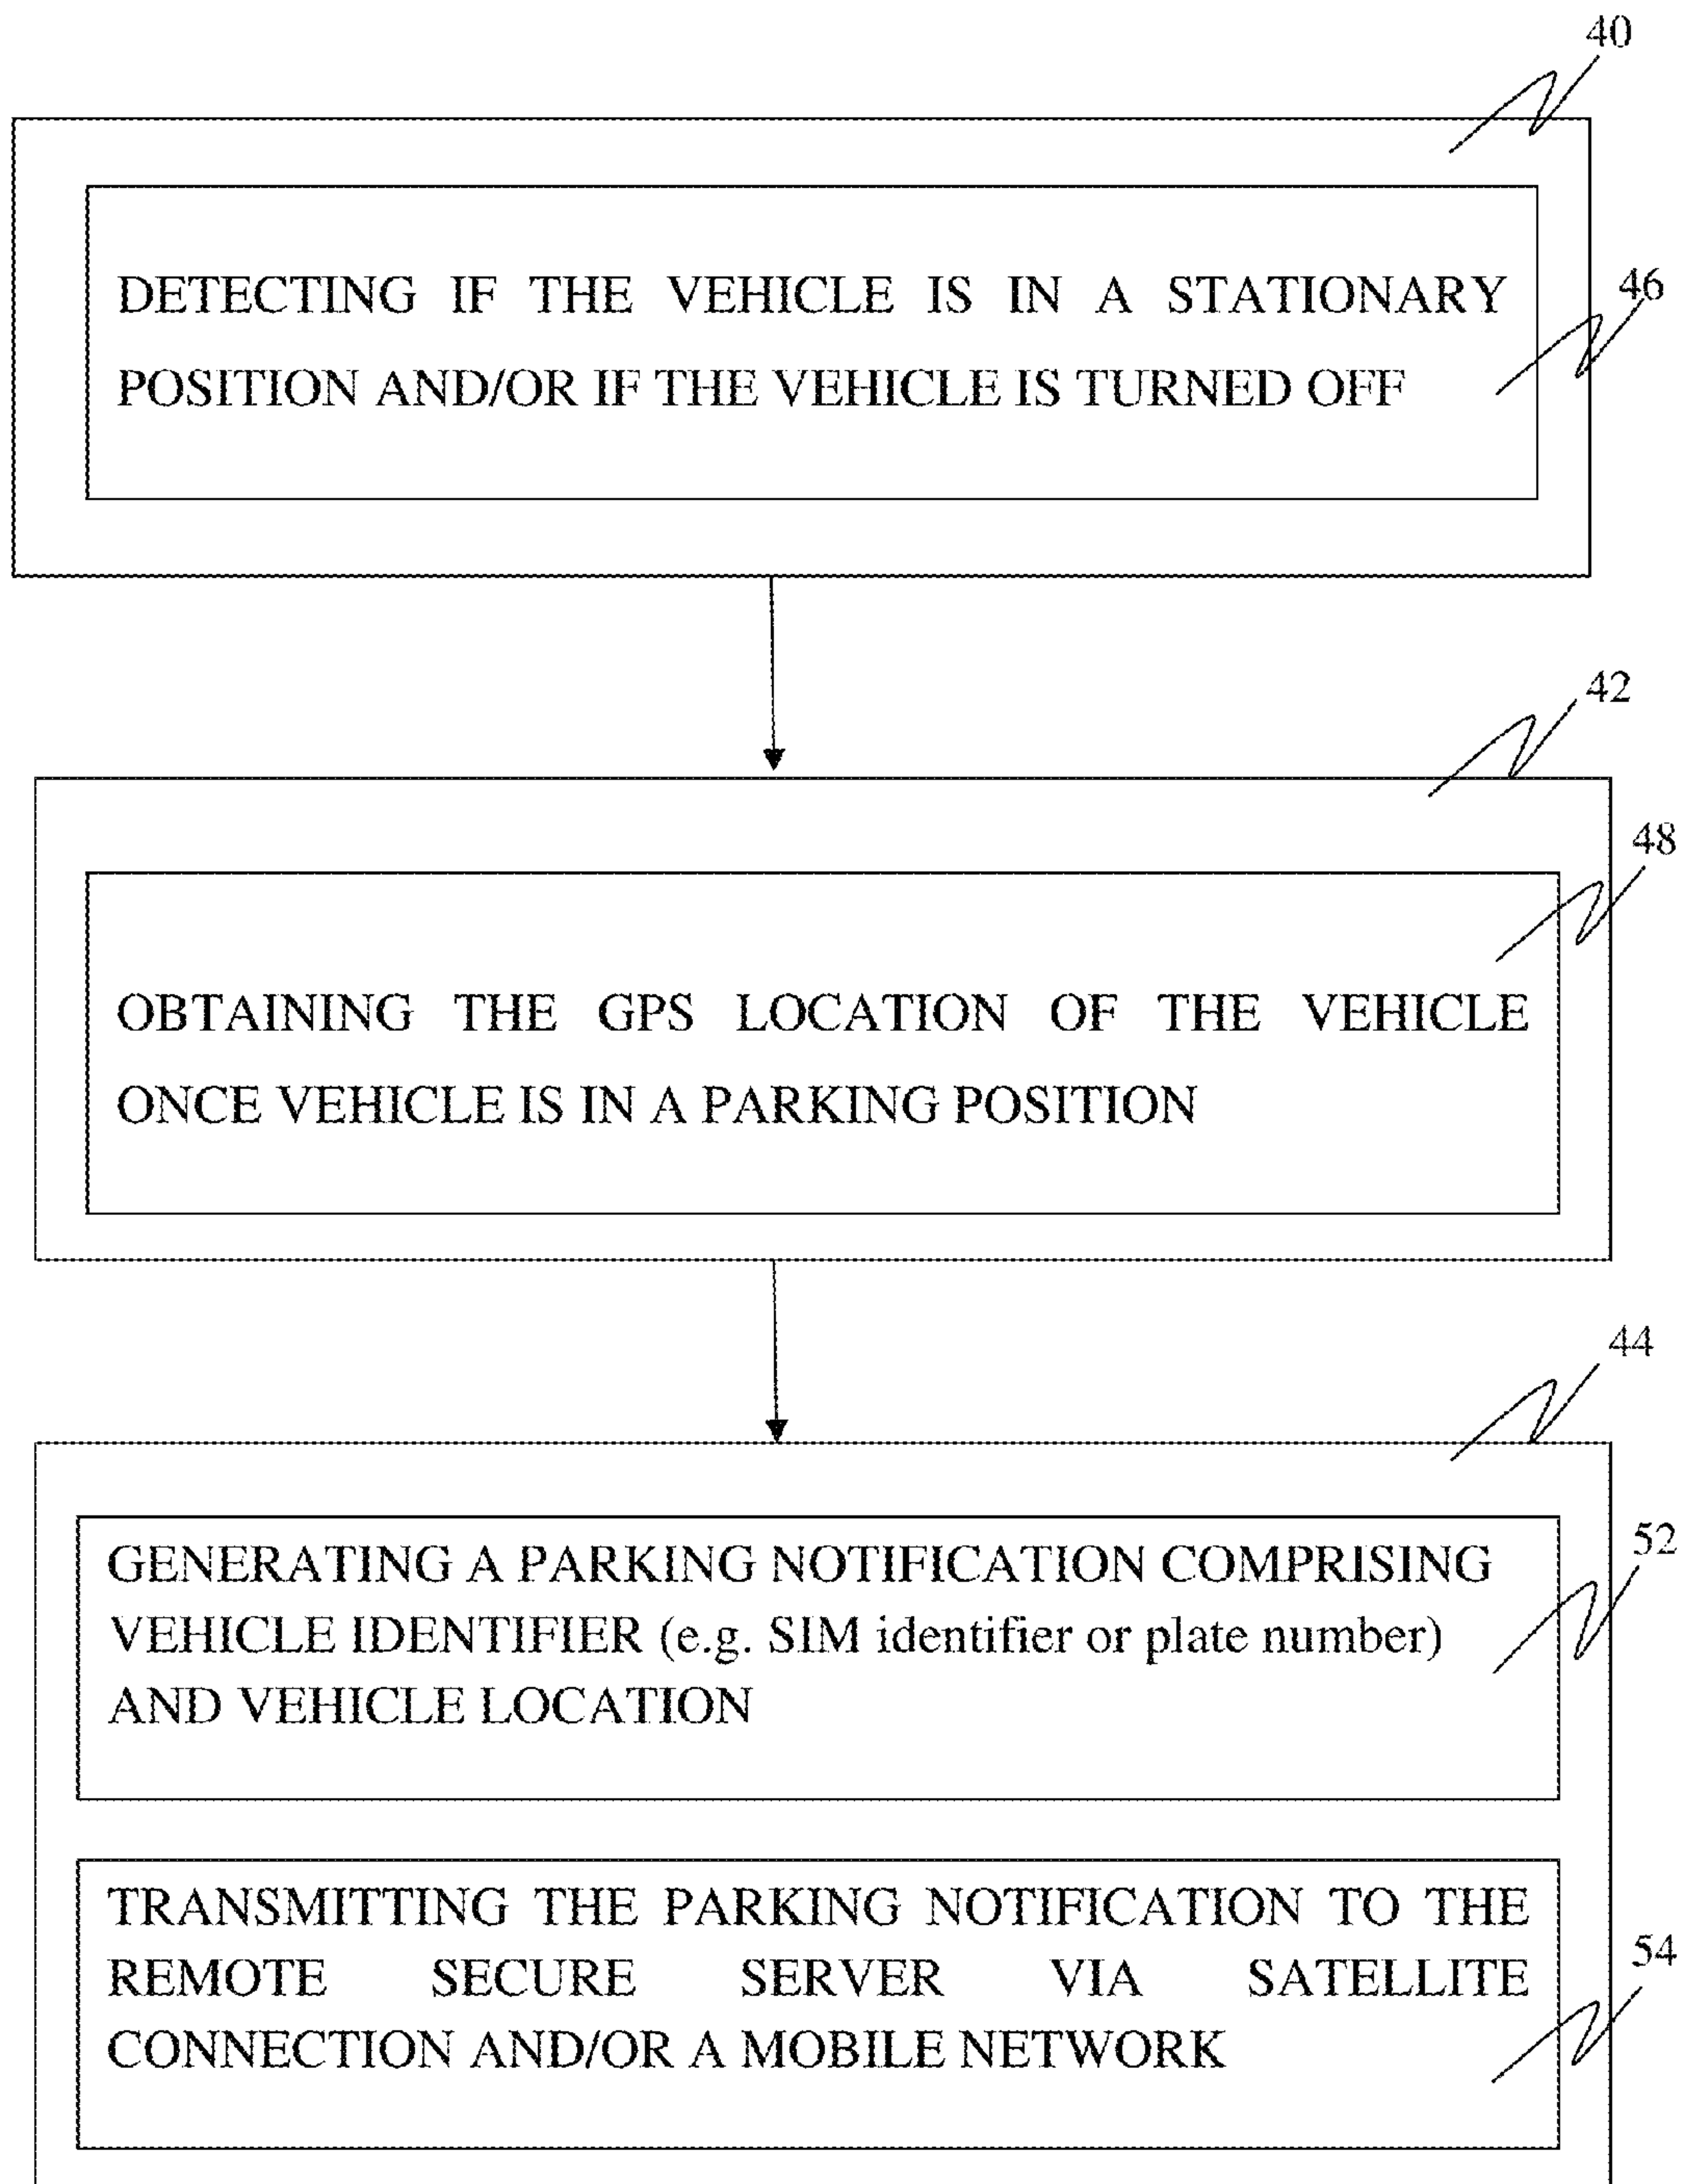 40
DETECTING IF THE VEHICLE IS IN A STATIONARY
46
POSITION AND/OR IF THE VEHICLE IS TURNED OFF
42
48
OBTAINING THE GPS LOCATION OF THE VEHICLE
ONCE VEHICLE IS IN A PARKING POSITION
44
GENERATING A PARKING NOTIFICATION COMPRISING
52
VEHICLE IDENTIFIER (e.g. SIM identifier or plate number)
AND VEHICLE LOCATION
TRANSMITTING THE PARKING NOTIFICATION TO THE
REMOTE SECURE SERVER VIA SATELLITE
54
CONNECTION AND/OR A MOBILE NETWORK